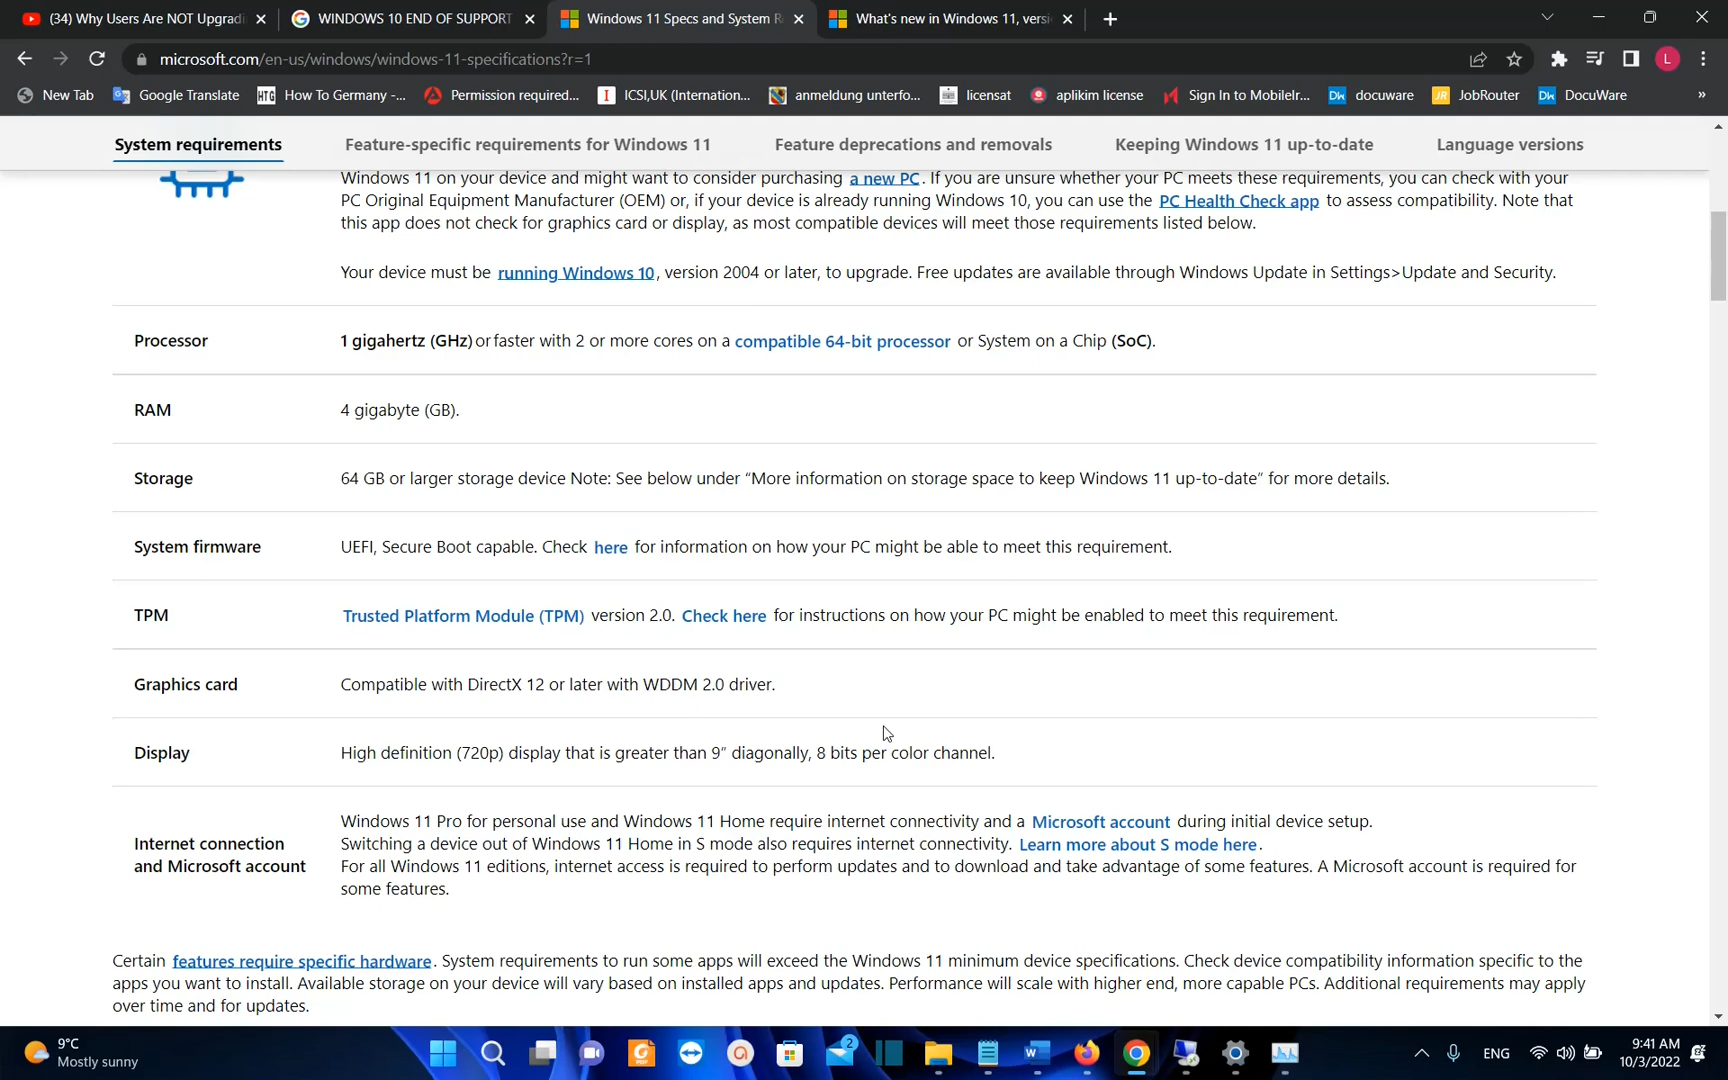 (34) Why Users Are NOT Upgradi
WINDOWS 10 END OF SUPPORT
Windows 11 Specs and System R
What's new in Windows 11, versi
microsoft.com/en-us/windows/windows-11-specifications?r=1
L
New Tab
Google Translate
HTG How To Germany -...
Permission required...
I ICSI,UK (Internation...
anmeldung unterfo...
licensat
aplikim license
Sign In to MobileIr...
Dw docuware
JR JobRouter
Dw DocuWare
»
System requirements
Feature-specific requirements for Windows 11
Feature deprecations and removals
Keeping Windows 11 up-to-date
Language versions
Windows 11 on your device and might want to consider purchasing a new PC. If you are unsure whether your PC meets these requirements, you can check with your
PC Original Equipment Manufacturer (OEM) or, if your device is already running Windows 10, you can use the PC Health Check app to assess compatibility. Note that
this app does not check for graphics card or display, as most compatible devices will meet those requirements listed below.
Your device must be running Windows 10, version 2004 or later, to upgrade. Free updates are available through Windows Update in Settings>Update and Security.
Processor
1 gigahertz (GHz) or faster with 2 or more cores on a compatible 64-bit processor or System on a Chip (SoC).
RAM
4 gigabyte (GB).
Storage
64 GB or larger storage device Note: See below under “More information on storage space to keep Windows 11 up-to-date” for more details.
System firmware
UEFI, Secure Boot capable. Check here for information on how your PC might be able to meet this requirement.
TPM
Trusted Platform Module (TPM) version 2.0. Check here for instructions on how your PC might be enabled to meet this requirement.
Graphics card
Compatible with DirectX 12 or later with WDDM 2.0 driver.
Display
High definition (720p) display that is greater than 9” diagonally, 8 bits per color channel.
Internet connection
and Microsoft account
Windows 11 Pro for personal use and Windows 11 Home require internet connectivity and a Microsoft account during initial device setup.
Switching a device out of Windows 11 Home in S mode also requires internet connectivity. Learn more about S mode here.
For all Windows 11 editions, internet access is required to perform updates and to download and take advantage of some features. A Microsoft account is required for
some features.
Certain features require specific hardware. System requirements to run some apps will exceed the Windows 11 minimum device specifications. Check device compatibility information specific to the
apps you want to install. Available storage on your device will vary based on installed apps and updates. Performance will scale with higher end, more capable PCs. Additional requirements may apply
over time and for updates.
9°C
Mostly sunny
2
ENG
9:41 AM
10/3/2022